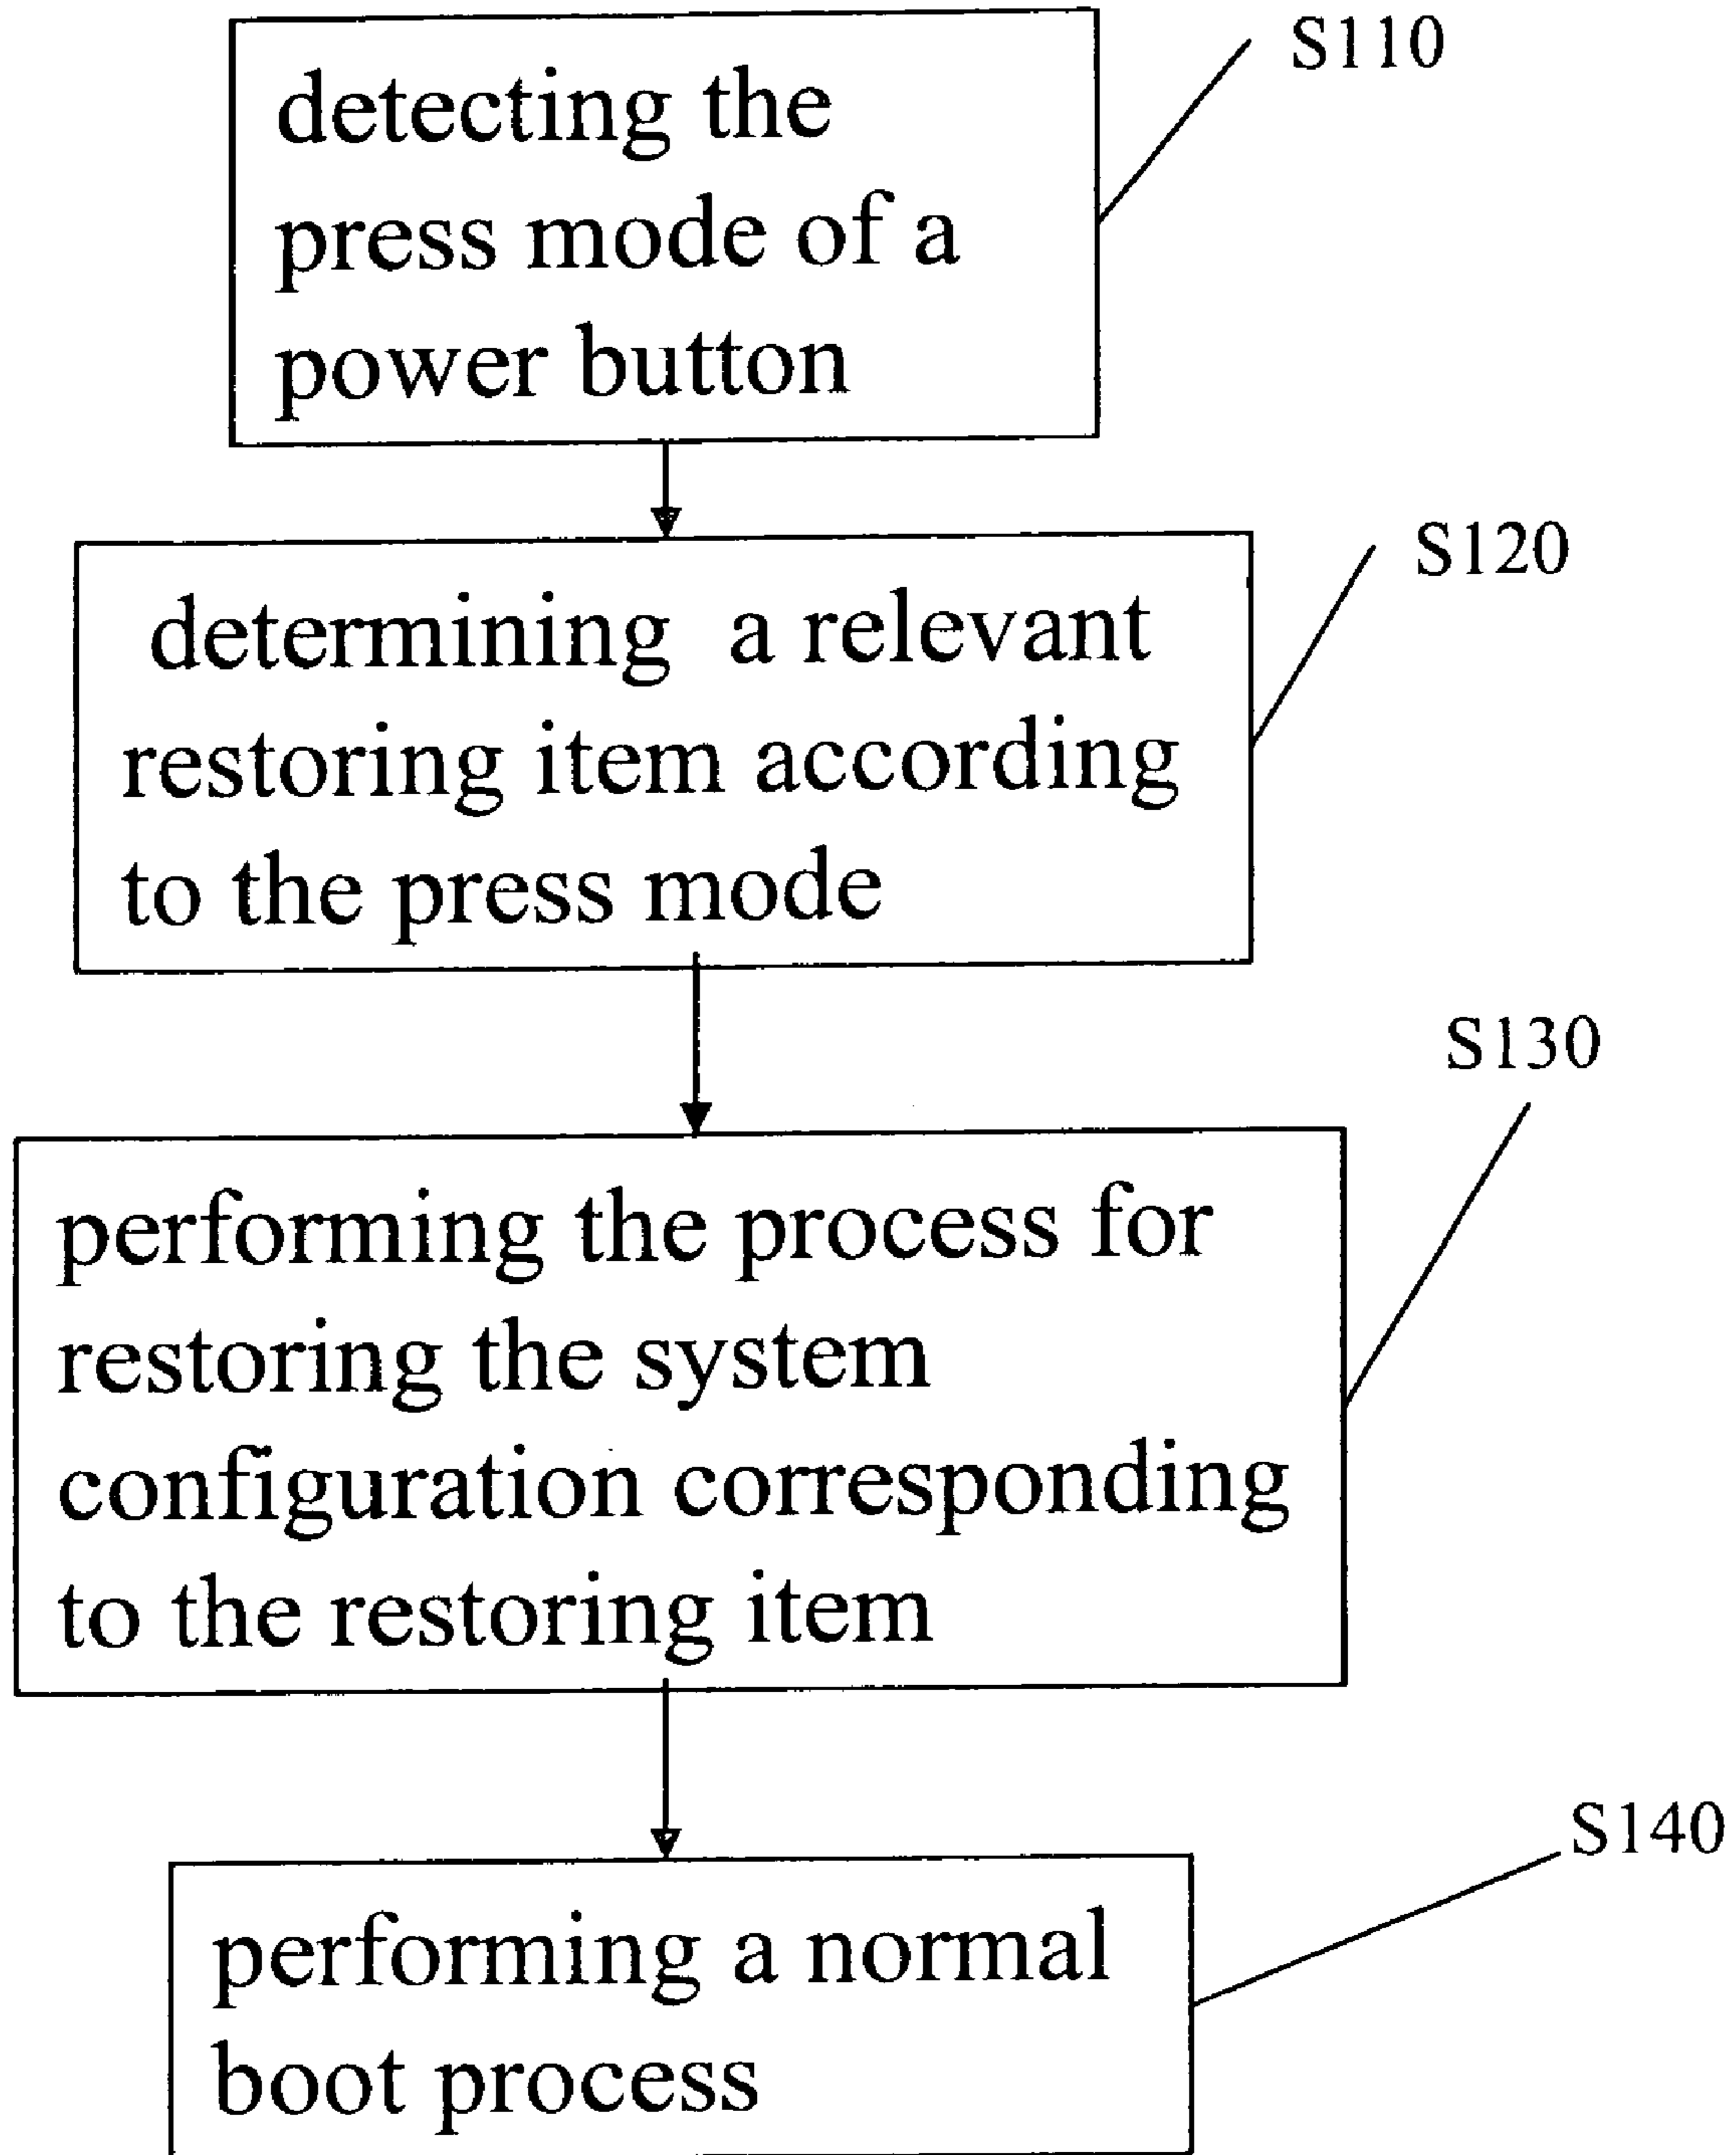 detecting the
press mode of a
power button
S110
determining a relevant
restoring item according
to the press mode
S120
performing the process for
restoring the system
configuration corresponding
to the restoring item
S130
performing a normal
boot process
S140